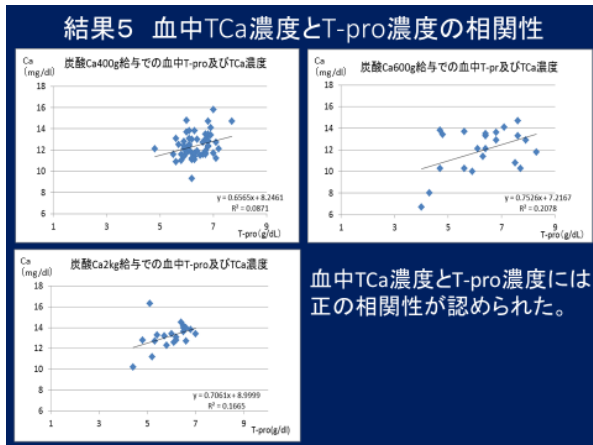 結果５ 血中TCa濃度とT-pro濃度の相関性
Ca
(mg/dl)
炭酸Ca400g給与での血中T-pro及びTCa濃度
18
16
14
12
10
8
6
y = 0.6565x + 8.2461
R² = 0.0871
1 3 5 7 9
T-pro(g/dL)
Ca
(mg/dl)
炭酸Ca600g給与での血中T-pr及びTCa濃度
18
16
14
12
10
8
6
y = 0.7526x + 7.2167
R² = 0.2078
1 3 5 7 9
T-pro(g/dL)
Ca
(mg/dl)
炭酸Ca2kg給与での血中T-pro及びTCa濃度
18
16
14
12
10
8
6
y = 0.7061x + 8.9999
R² = 0.1665
1 3 5 7 9
T-pro(g/dl)
血中TCa濃度とT-pro濃度には
正の相関性が認められた。